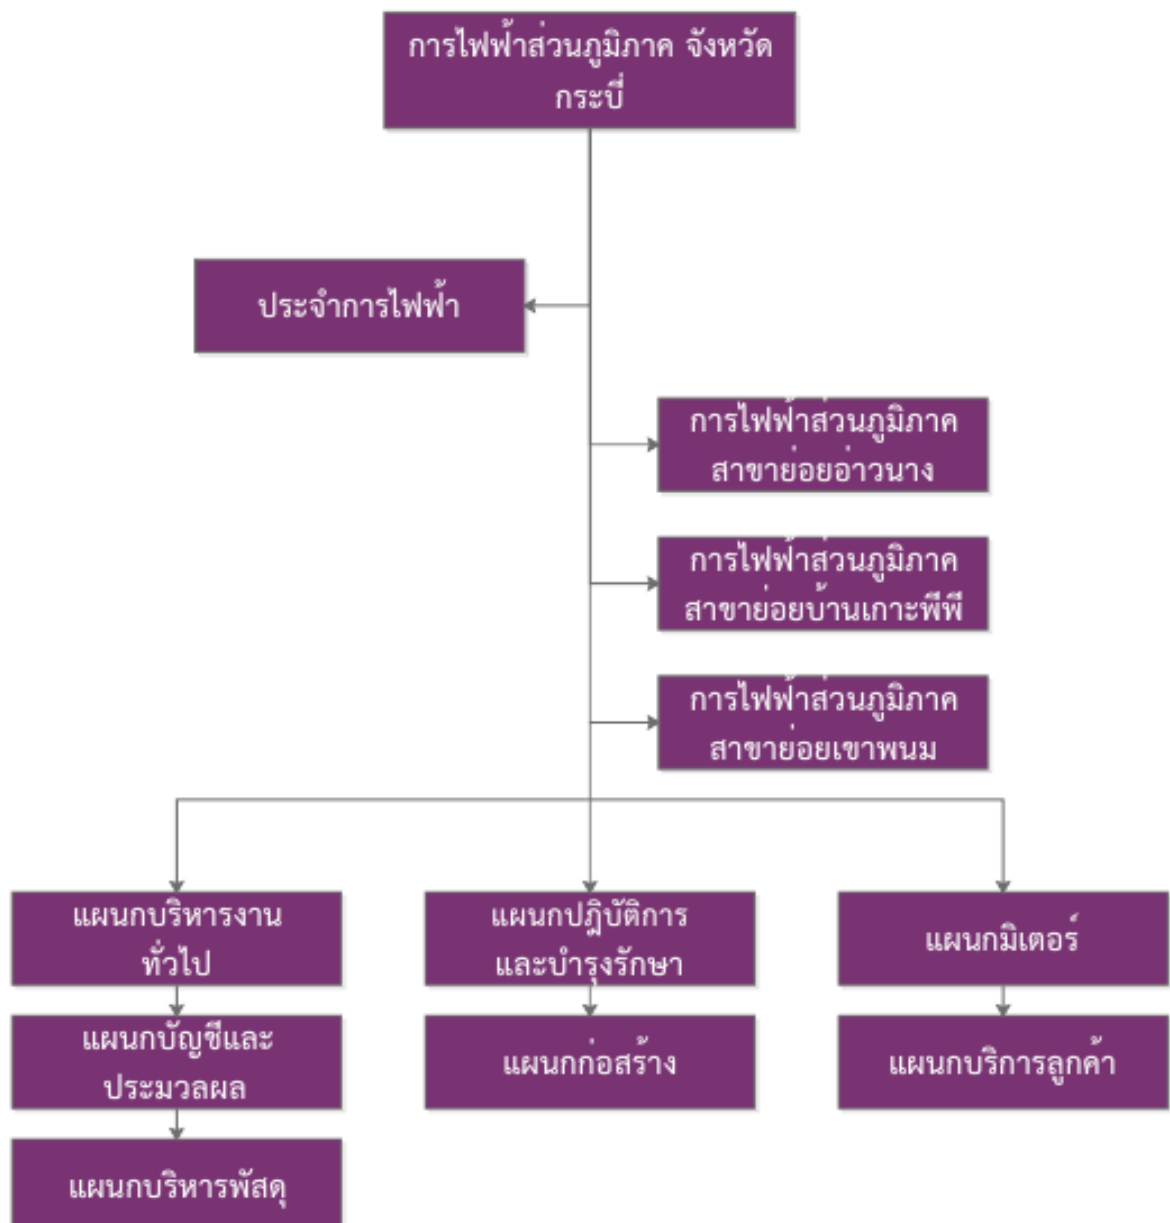 การไฟฟ้าส่วนภูมิภาค จังหวัด
กระบี่
ประจำการไฟฟ้า
การไฟฟ้าส่วนภูมิภาค
สาขาย่อยอ่าวนาง
การไฟฟ้าส่วนภูมิภาค
สาขาย่อยบ้านเกาะพีพี
การไฟฟ้าส่วนภูมิภาค
สาขาย่อยเขาพนม
แผนกบริหารงาน
ทั่วไป
แผนกปฎิบัติการ
และบำรุงรักษา
แผนกมิเตอร์
แผนกบัญชีและ
ประมวลผล
แผนกก่อสร้าง
แผนกบริการลูกค้า
แผนกบริหารพัสดุ